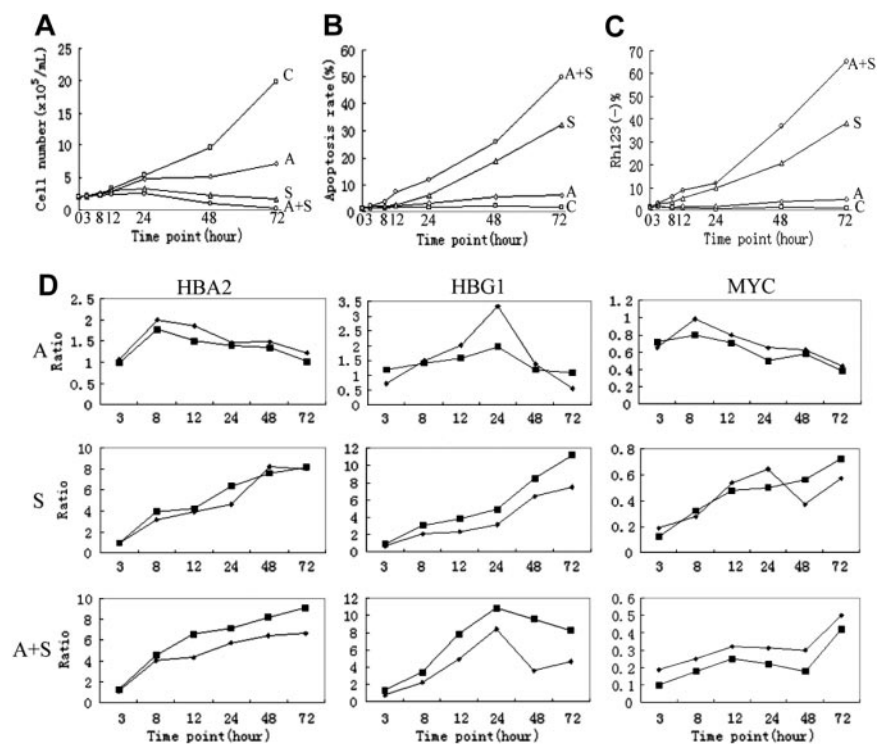 A
Cell number(x10⁵/mL)
25
20
15
10
5
0
C
A
S
A+S
0 3 8 12 24 48 72
Time point(hour)
B
Apoptosis rate(%)
60
50
40
30
20
10
0
A+S
S
A
C
0 3 8 12 24 48 72
Time point(hour)
C
Rh123(-)%
70
60
50
40
30
20
10
0
A+S
S
A
C
0 3 8 12 24 48 72
Time point(hour)
D
HBA2
HBG1
MYC
A
Ratio
2.5
2
1.5
1
0.5
0
3 8 12 24 48 72
3.5
2.5
1.5
0.5
0
3 8 12 24 48 72
1.2
1
0.8
0.6
0.4
0.2
0
3 8 12 24 48 72
S
Ratio
10
8
6
4
2
0
3 8 12 24 48 72
12
10
8
6
4
2
0
3 8 12 24 48 72
0.8
0.6
0.4
0.2
0
3 8 12 24 48 72
A+S
Ratio
10
8
6
4
2
0
3 8 12 24 48 72
Time point(hour)
12
10
8
6
4
2
0
3 8 12 24 48 72
Time point(hour)
0.6
0.5
0.4
0.3
0.2
0.1
0
3 8 12 24 48 72
Time point(hour)